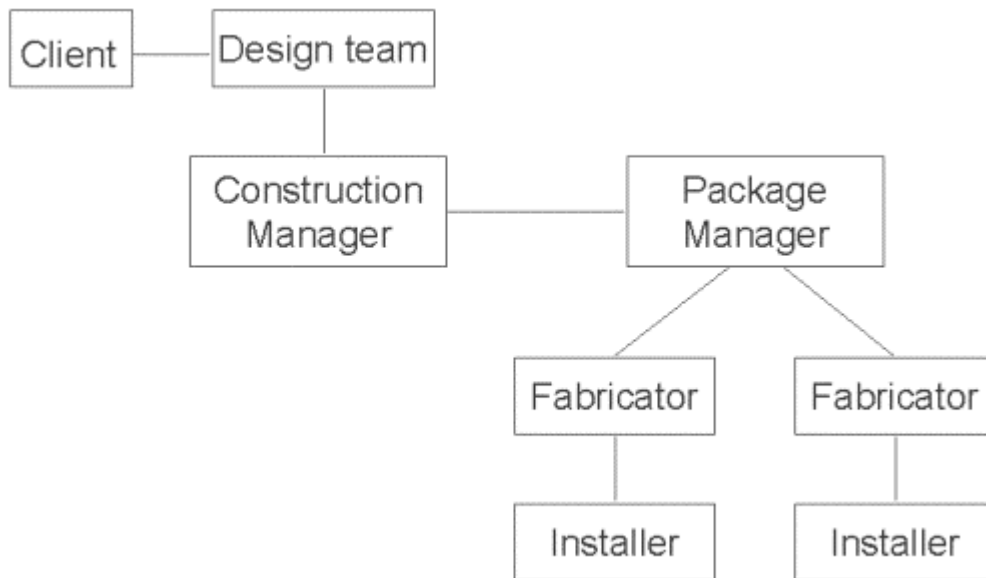 Client
Design team
Construction
Manager
Package
Manager
Fabricator
Fabricator
Installer
Installer